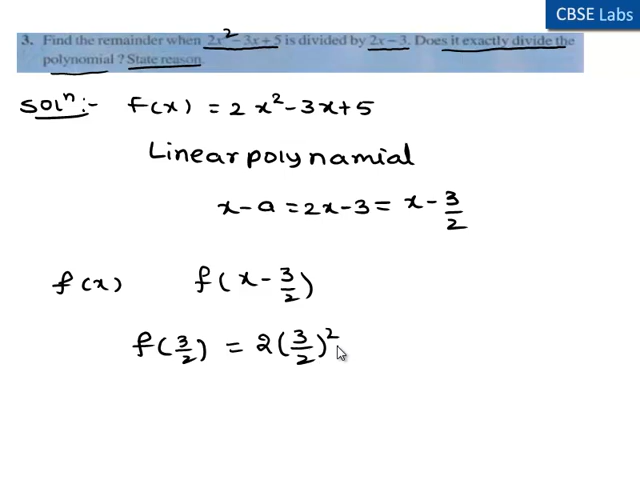 CBSE Labs
3. Find the remainder when 2x² - 3x + 5 is divided by 2x - 3. Does it exactly divide the
polynomial ? State reason.
Solⁿ:- f(x) = 2x² - 3x + 5
Linear polynamial
x - a = 2x - 3 = x - 3/2
f(x) f(x - 3/2)
f(3/2) = 2(3/2)²